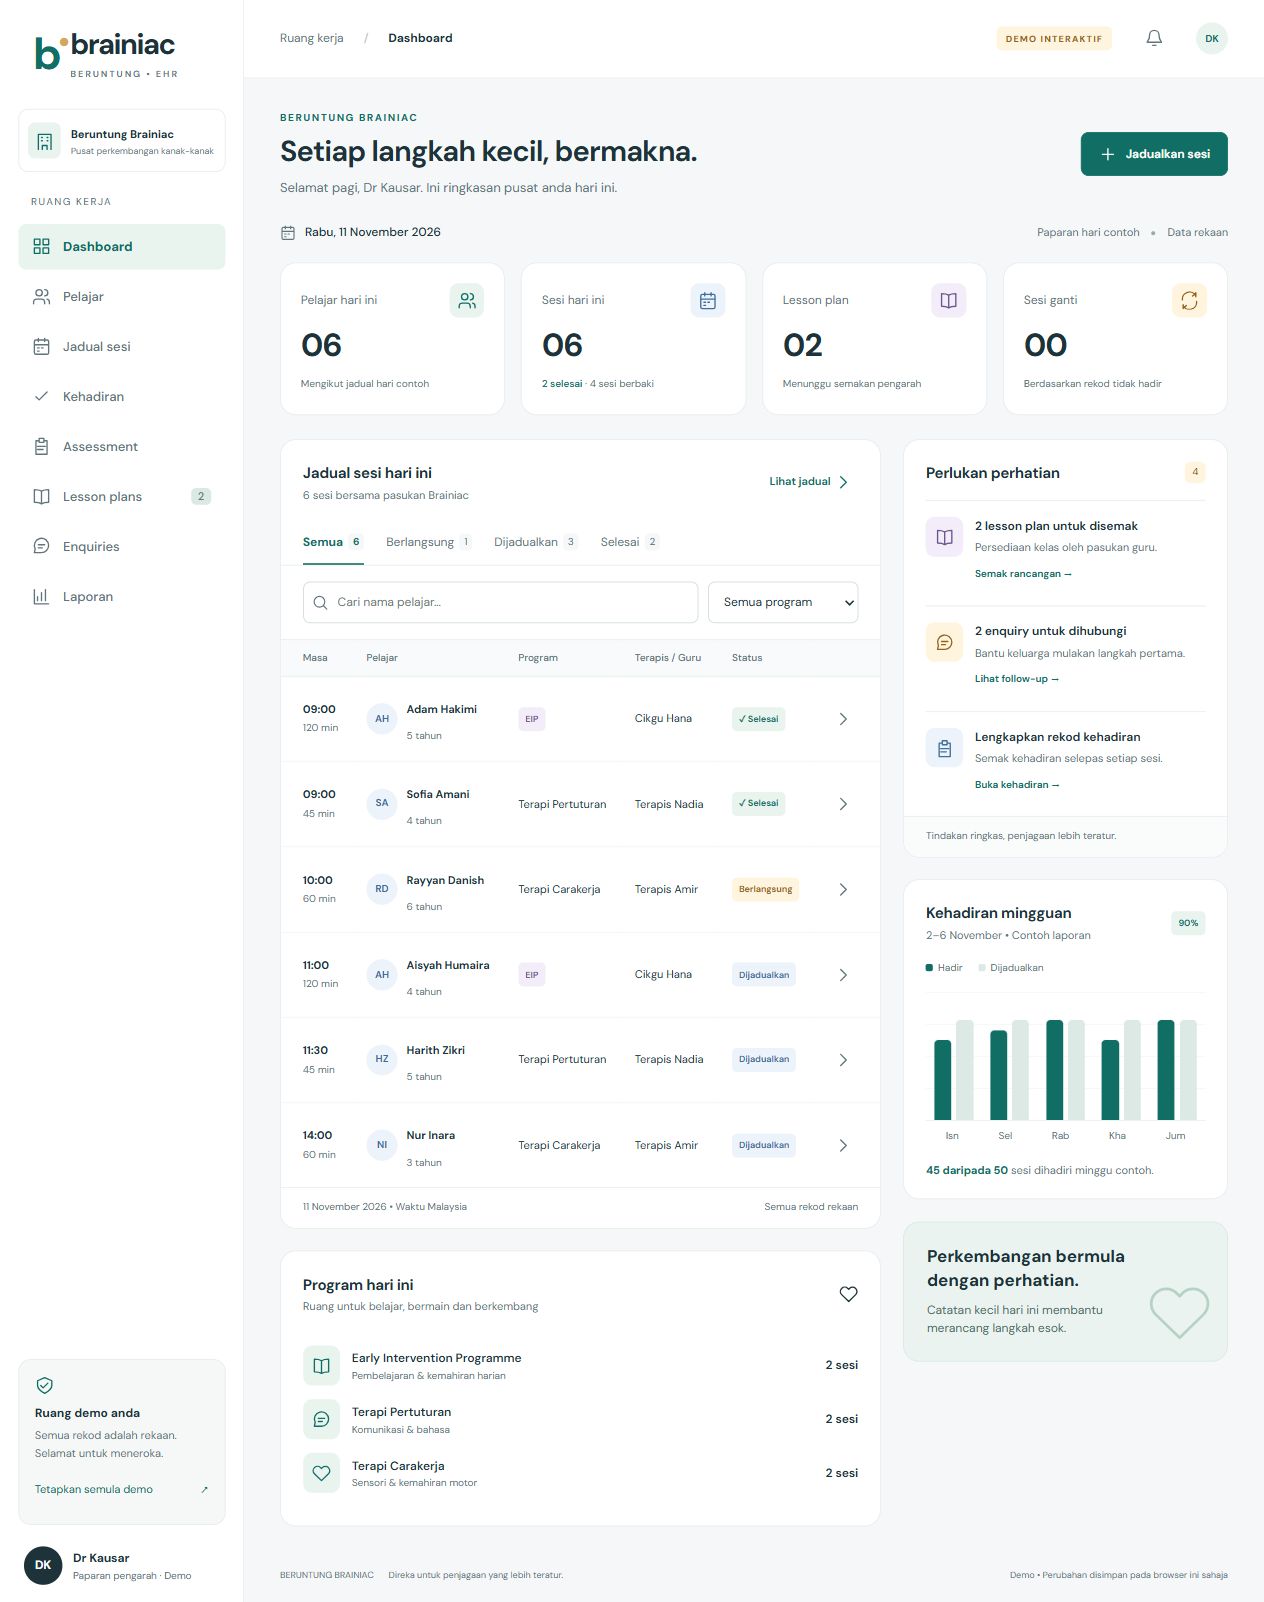 b brainiac
BERUNTUNG • EHR
Beruntung Brainiac
Pusat perkembangan kanak-kanak
RUANG KERJA
Dashboard
Pelajar
Jadual sesi
Kehadiran
Assessment
Lesson plans 2
Enquiries
Laporan
Ruang demo anda
Semua rekod adalah rekaan.
Selamat untuk meneroka.
Tetapkan semula demo ↗
DK
Dr Kausar
Paparan pengarah · Demo
Ruang kerja / Dashboard
DEMO INTERAKTIF
DK
BERUNTUNG BRAINIAC
Setiap langkah kecil, bermakna.
Selamat pagi, Dr Kausar. Ini ringkasan pusat anda hari ini.
Jadualkan sesi
Rabu, 11 November 2026
Paparan hari contoh • Data rekaan
Pelajar hari ini
06
Mengikut jadual hari contoh
Sesi hari ini
06
2 selesai · 4 sesi berbaki
Lesson plan
02
Menunggu semakan pengarah
Sesi ganti
00
Berdasarkan rekod tidak hadir
Jadual sesi hari ini
6 sesi bersama pasukan Brainiac
Lihat jadual
Semua 6 Berlangsung 1 Dijadualkan 3 Selesai 2
Cari nama pelajar...
Semua program
Masa Pelajar Program Terapis / Guru Status
09:00 AH Adam Hakimi EIP Cikgu Hana ✓ Selesai
120 min 5 tahun
09:00 SA Sofia Amani Terapi Pertuturan Terapis Nadia ✓ Selesai
45 min 4 tahun
10:00 RD Rayyan Danish Terapi Carakerja Terapis Amir Berlangsung
60 min 6 tahun
11:00 AH Aisyah Humaira EIP Cikgu Hana Dijadualkan
120 min 4 tahun
11:30 HZ Harith Zikri Terapi Pertuturan Terapis Nadia Dijadualkan
45 min 5 tahun
14:00 NI Nur Inara Terapi Carakerja Terapis Amir Dijadualkan
60 min 3 tahun
11 November 2026 • Waktu Malaysia
Semua rekod rekaan
Program hari ini
Ruang untuk belajar, bermain dan berkembang
Early Intervention Programme 2 sesi
Pembelajaran & kemahiran harian
Terapi Pertuturan 2 sesi
Komunikasi & bahasa
Terapi Carakerja 2 sesi
Sensori & kemahiran motor
Perlukan perhatian 4
2 lesson plan untuk disemak
Persediaan kelas oleh pasukan guru.
Semak rancangan →
2 enquiry untuk dihubungi
Bantu keluarga mulakan langkah pertama.
Lihat follow-up →
Lengkapkan rekod kehadiran
Semak kehadiran selepas setiap sesi.
Buka kehadiran →
Tindakan ringkas, penjagaan lebih teratur.
Kehadiran mingguan
2–6 November • Contoh laporan
90%
Hadir Dijadualkan
Isn Sel Rab Kha Jum
45 daripada 50 sesi dihadiri minggu contoh.
Perkembangan bermula
dengan perhatian.
Catatan kecil hari ini membantu
merancang langkah esok.
BERUNTUNG BRAINIAC Direka untuk penjagaan yang lebih teratur.
Demo • Perubahan disimpan pada browser ini sahaja